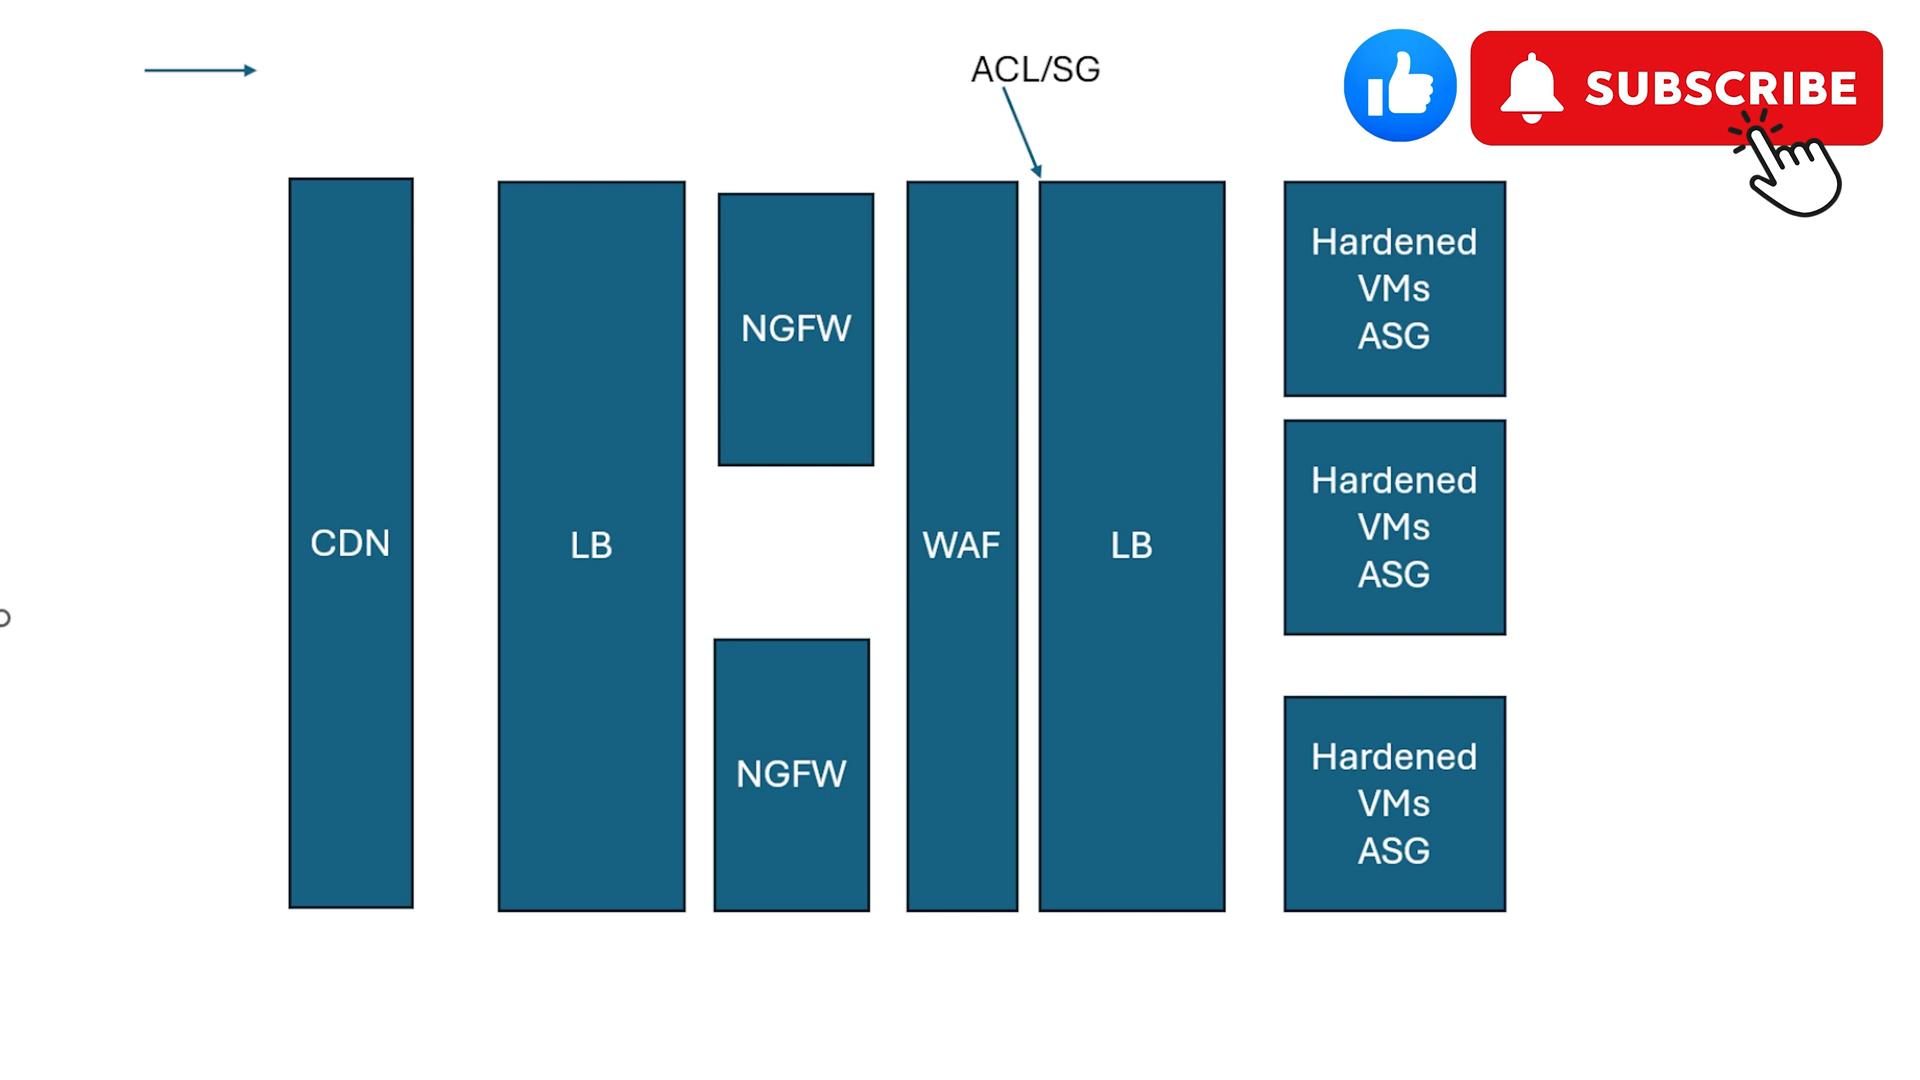 ACL/SG
SUBSCRIBE
CDN
LB
NGFW
NGFW
WAF
LB
Hardened
VMs
ASG
Hardened
VMs
ASG
Hardened
VMs
ASG